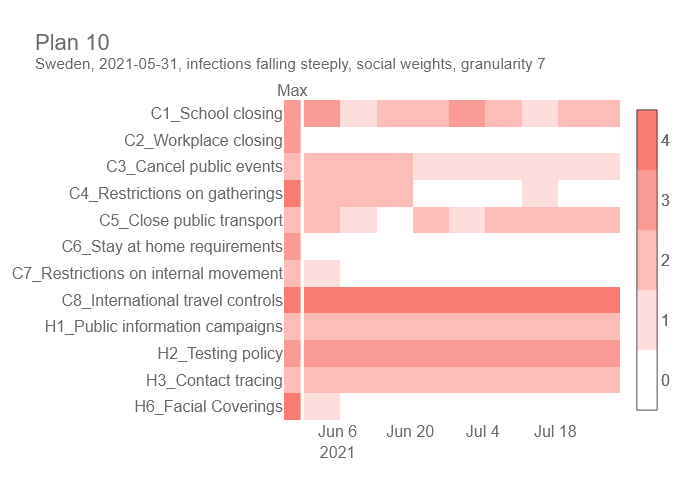 Plan 10
Sweden, 2021-05-31, infections falling steeply, social weights, granularity 7
Max
C1_School closing
C2_Workplace closing
C3_Cancel public events
C4_Restrictions on gatherings
C5_Close public transport
C6_Stay at home requirements
C7_Restrictions on internal movement
C8_International travel controls
H1_Public information campaigns
H2_Testing policy
H3_Contact tracing
H6_Facial Coverings
Jun 6 Jun 20 Jul 4 Jul 18
2021
4
3
2
1
0